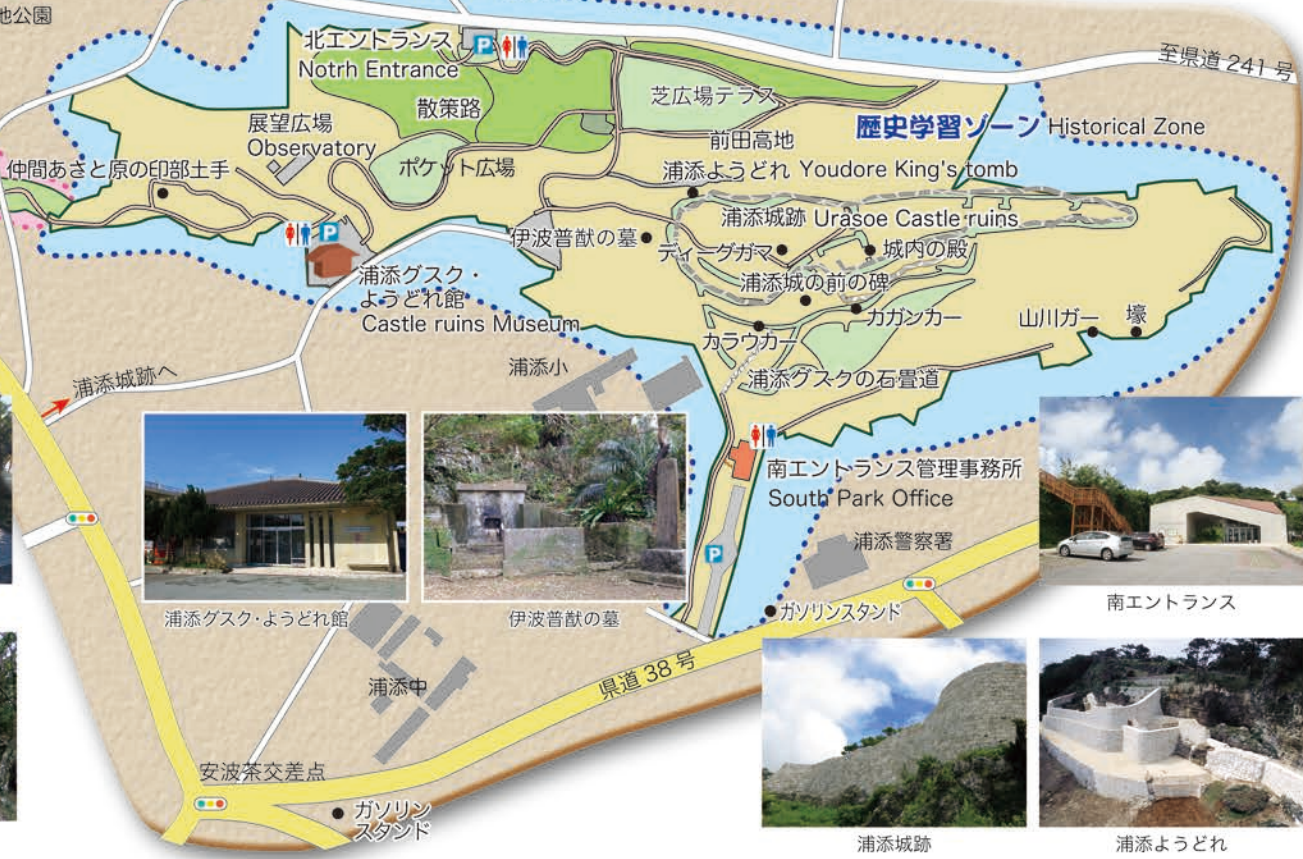 地公園
北エントランス
P
Notrh Entrance
至県道 241 号
散策路
芝広場テラス
展望広場
Observatory
歴史学習ゾーン Historical Zone
前田高地
仲間あさと原の印部土手
ポケット広場
浦添ようどれ Youdore King's tomb
浦添城跡 Urasoe Castle ruins
P
伊波普猷の墓
ディーグガマ
城内の殿
浦添グスク・
ようどれ館
Castle ruins Museum
浦添城の前の碑
カガンカー
山川ガー
壕
カラウカー
浦添小
浦添グスクの石畳道
浦添城跡へ
南エントランス管理事務所
South Park Office
P
浦添警察署
ガソリンスタンド
南エントランス
浦添グスク・ようどれ館
伊波普猷の墓
浦添中
県道 38 号
安波茶交差点
ガソリン
スタンド
浦添城跡
浦添ようどれ